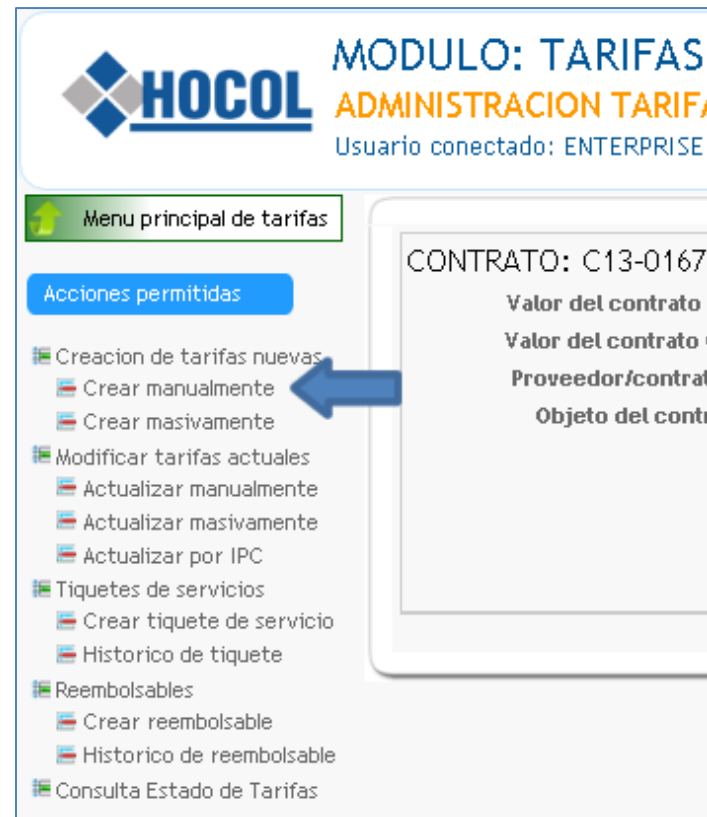 HOCOL
MODULO: TARIFAS
ADMINISTRACION TARIFA
Usuario conectado: ENTERPRISE
Menu principal de tarifas
Acciones permitidas
Creacion de tarifas nuevas
Crear manualmente
Crear masivamente
Modificar tarifas actuales
Actualizar manualmente
Actualizar masivamente
Actualizar por IPC
Tiquetes de servicios
Crear tiquete de servicio
Historico de tiquete
Reembolsables
Crear reembolsable
Historico de reembolsable
Consulta Estado de Tarifas
CONTRATO: C13-0167
Valor del contrato
Valor del contrato
Proveedor/contrat
Objeto del contr